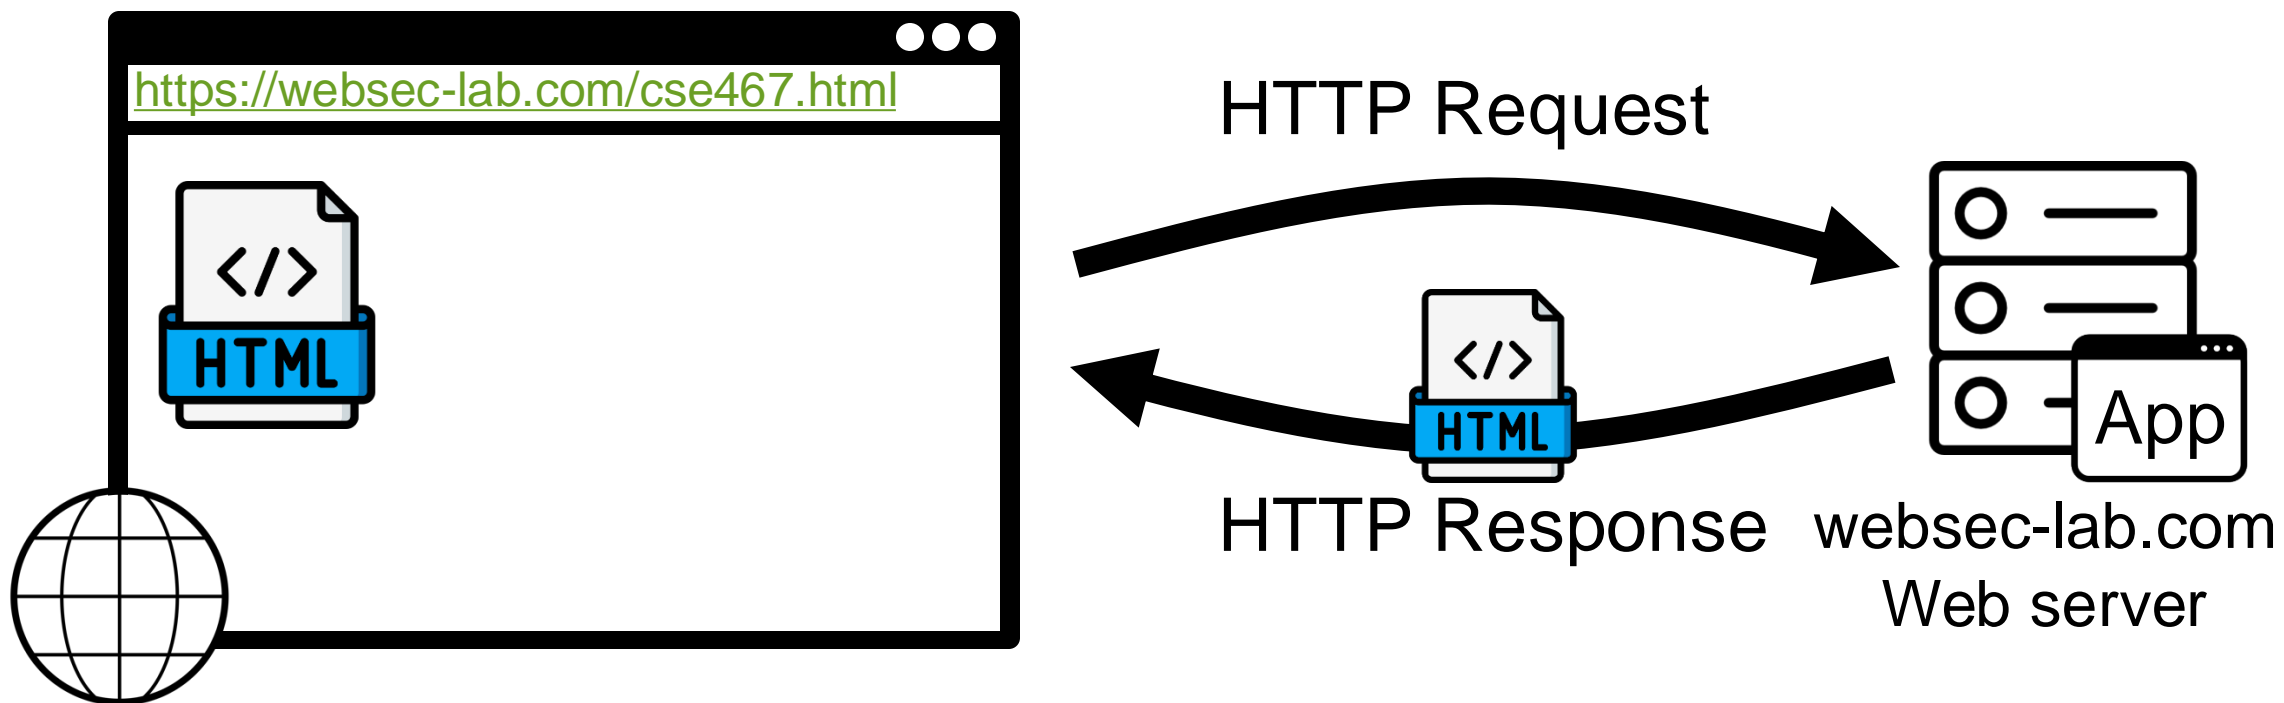 https://websec-lab.com/cse467.html
HTTP Request
</>
HTML
</>
HTML
App
HTTP Response
websec-lab.com
Web server